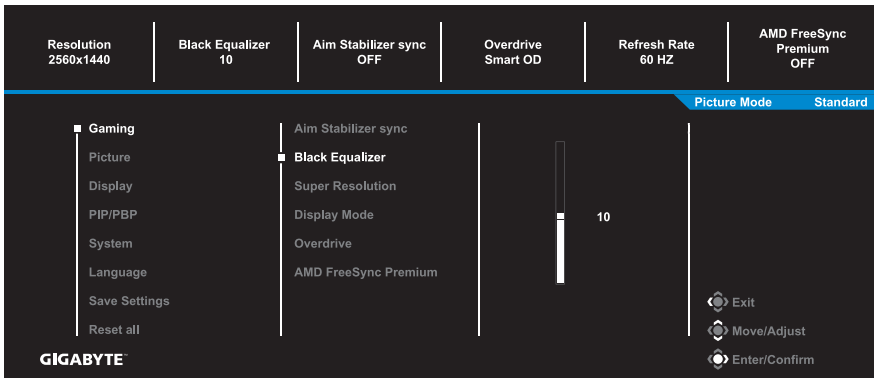 Resolution
2560x1440
Black Equalizer
10
Aim Stabilizer sync
OFF
Overdrive
Smart OD
Refresh Rate
60 HZ
AMD FreeSync
Premium
OFF
Picture Mode Standard
Gaming
Picture
Display
PIP/PBP
System
Language
Save Settings
Reset all
Aim Stabilizer sync
Black Equalizer
Super Resolution
Display Mode
Overdrive
AMD FreeSync Premium
10
Exit
Move/Adjust
Enter/Confirm
GIGABYTE™